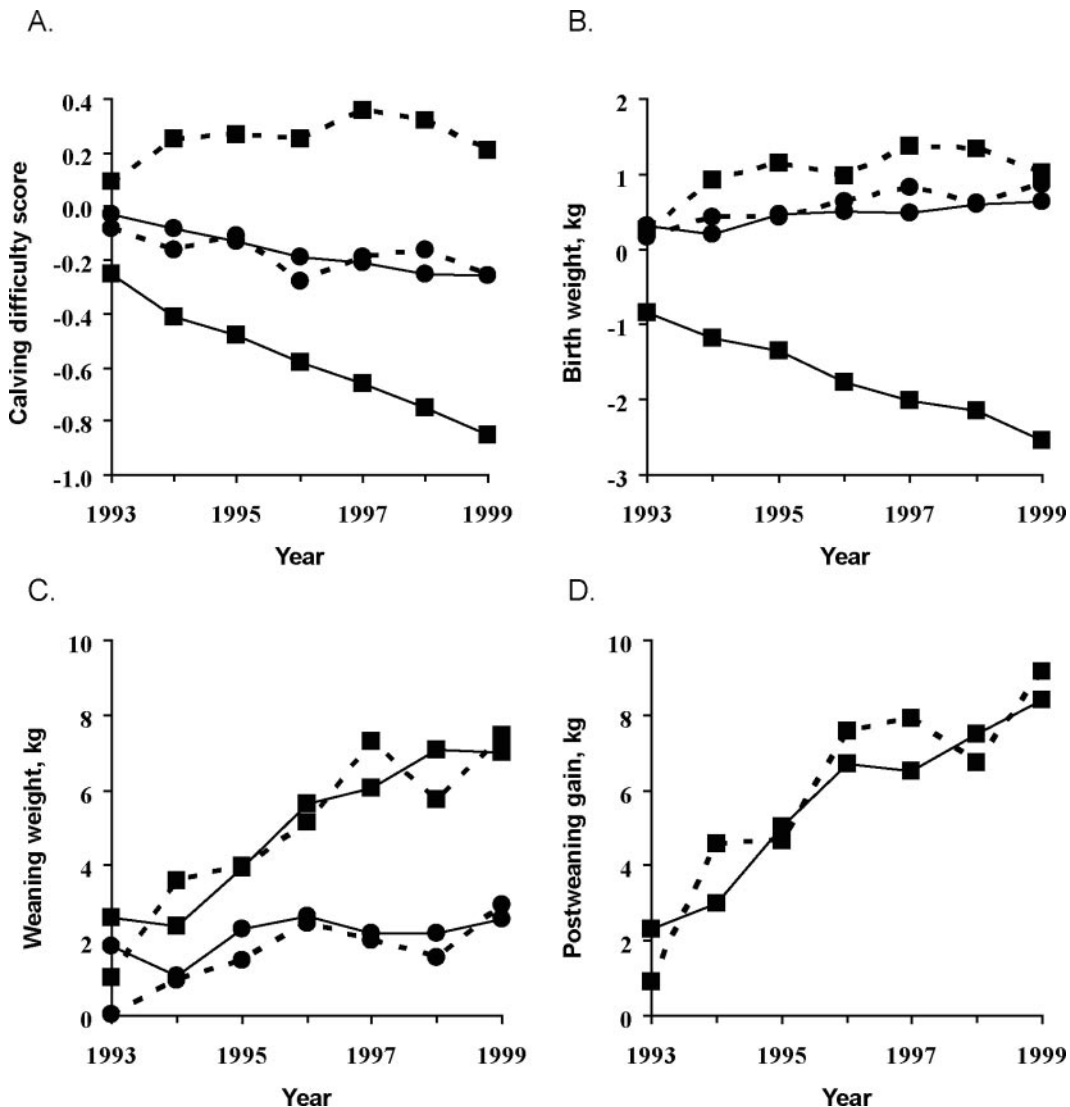 A.
B.
Calving difficulty score
0.4
0.2
0.0
-0.2
-0.4
-0.6
-0.8
-1.0
1993 1995 1997 1999
Year
Birth weight, kg
2
1
0
-1
-2
-3
1993 1995 1997 1999
Year
C.
D.
Weaning weight, kg
10
8
6
4
2
0
1993 1995 1997 1999
Year
Postweaning gain, kg
10
8
6
4
2
0
1993 1995 1997 1999
Year